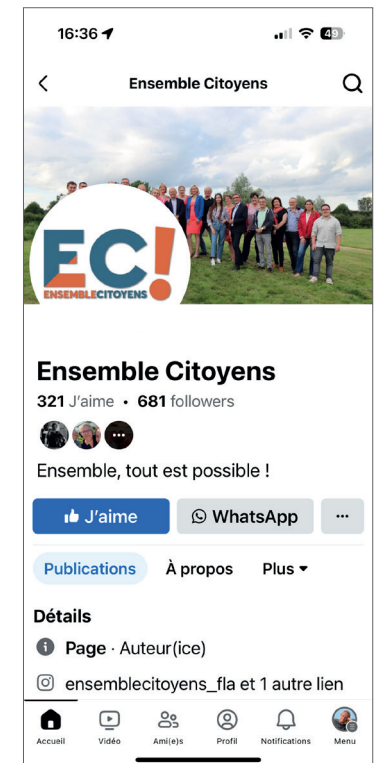 16:36
49
Ensemble Citoyens
EC!
ENSEMBLECITOYENS
Ensemble Citoyens
321 J'aime • 681 followers
Ensemble, tout est possible !
J'aime
WhatsApp
Publications
À propos
Plus
Détails
Page · Auteur(ice)
ensemblecitoyens_fla et 1 autre lien
Accueil
Vidéo
Ami(e)s
Profil
Notifications
Menu